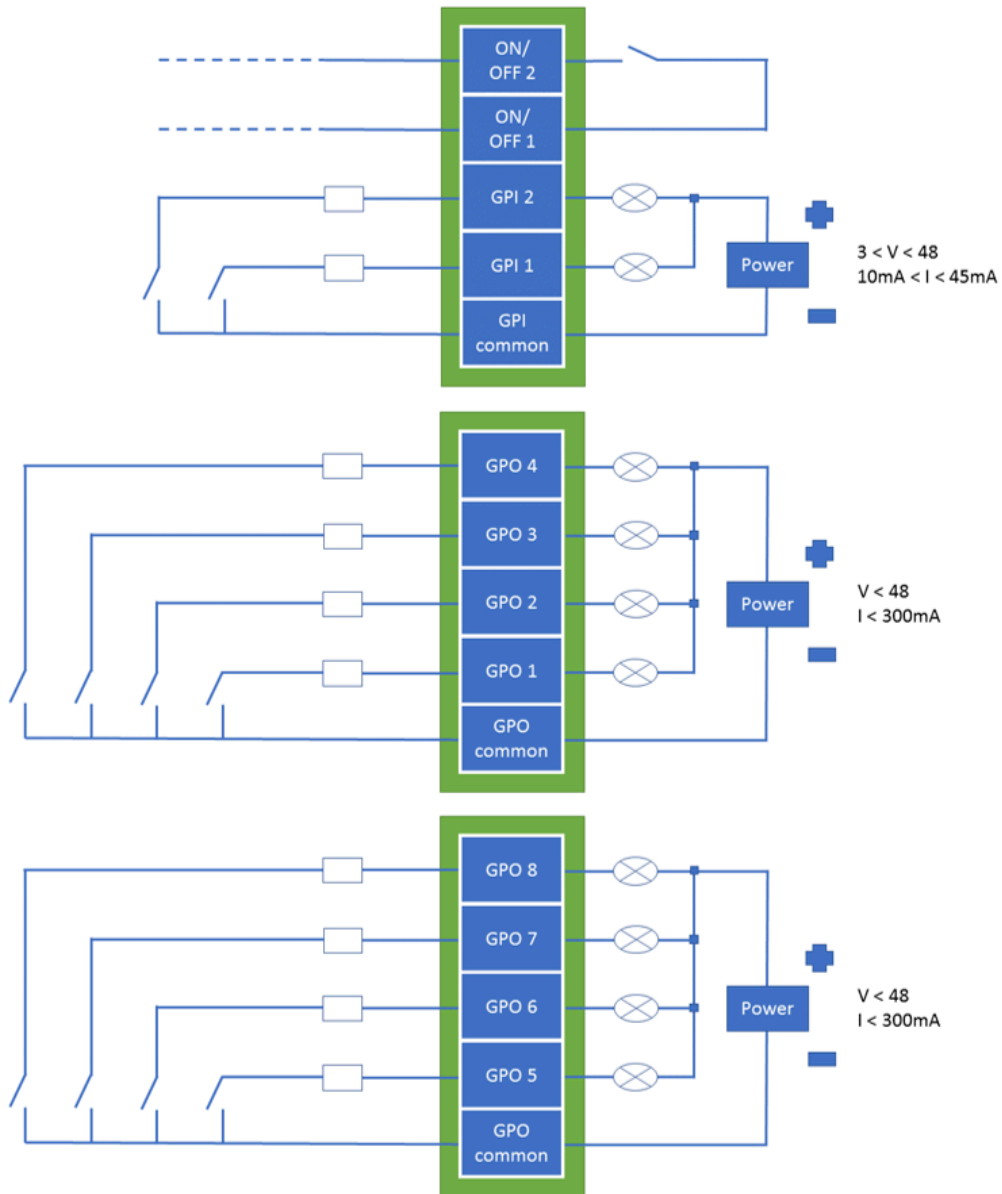 ON/
OFF 2
ON/
OFF 1
GPI 2
GPI 1
GPI
common
Power
3 < V < 48
10mA < I < 45mA
GPO 4
GPO 3
GPO 2
GPO 1
GPO
common
Power
V < 48
I < 300mA
GPO 8
GPO 7
GPO 6
GPO 5
GPO
common
Power
V < 48
I < 300mA